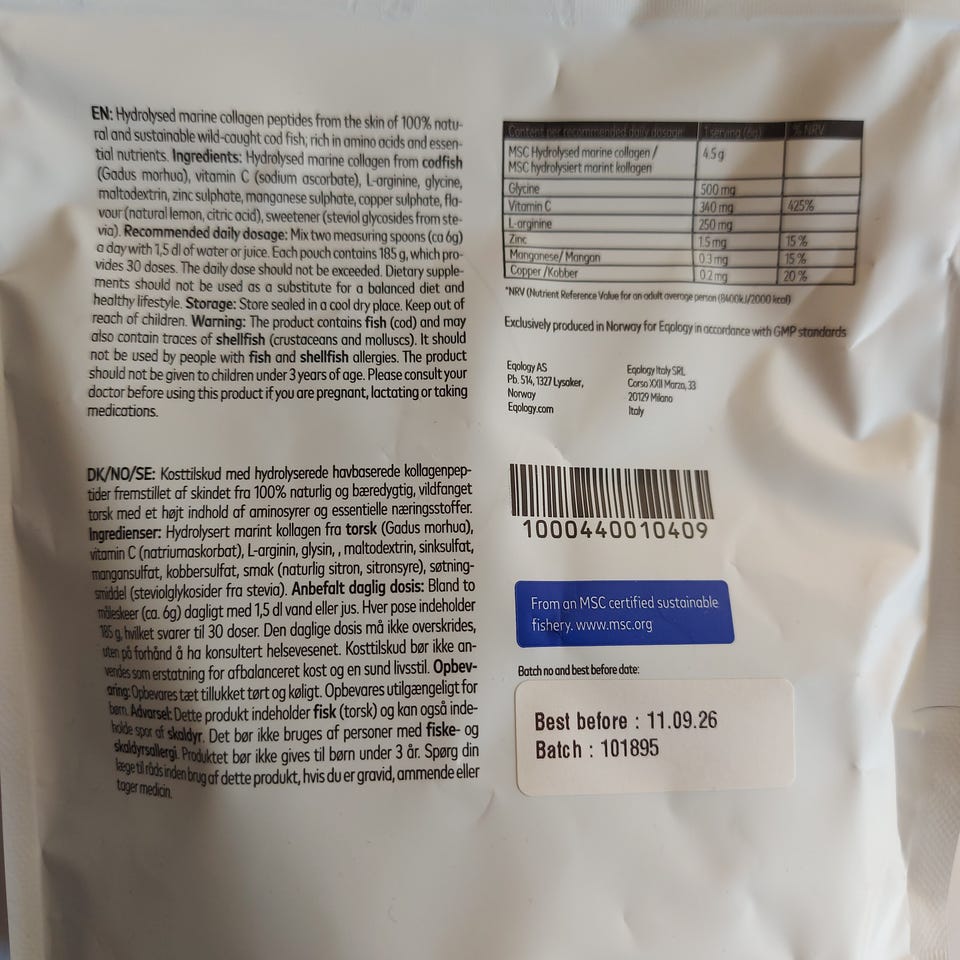 EN: Hydrolysed marine collagen peptides from the skin of 100% natu-
ral and sustainable wild-caught cod fish; rich in amino acids and essen-
tial nutrients. Ingredients: Hydrolysed marine collagen from codfish
(Gadus morhua), vitamin C (sodium ascorbate), L-arginine, glycine,
maltodextrin, zinc sulphate, manganese sulphate, copper sulphate, fla-
vour (natural lemon, citric acid), sweetener (steviol glycosides from ste-
via). Recommended daily dosage: Mix two measuring spoons (ca 6g)
a day with 1,5 dl of water or juice. Each pouch contains 185 g, which pro-
vides 30 doses. The daily dose should not be exceeded. Dietary supple-
ments should not be used as a substitute for a balanced diet and
healthy lifestyle. Storage: Store sealed in a cool dry place. Keep out of
reach of children. Warning: The product contains fish (cod) and may
also contain traces of shellfish (crustaceans and molluscs). It should
not be used by people with fish and shellfish allergies. The product
should not be given to children under 3 years of age. Please consult your
doctor before using this product if you are pregnant, lactating or taking
medications.
DK/NO/SE: Kosttilskud med hydrolyserede havbaserede kollagenpep-
tider fremstillet af skindet fra 100% naturlig og bæredygtig, vildfanget
torsk med et højt indhold af aminosyrer og essentielle næringsstoffer.
Ingredienser: Hydrolysert marint kollagen fra torsk (Gadus morhua),
vitamin C (natriumaskorbat), L-arginin, glysin, , maltodextrin, sinksulfat,
mangansulfat, kobbersulfat, smak (naturlig sitron, sitronsyre), søtning-
smiddel (steviolglykosider fra stevia). Anbefalt daglig dosis: Bland to
måleskeer (ca. 6g) dagligt med 1,5 dl vand eller jus. Hver pose indeholder
185 g, hvilket svarer til 30 doser. Den daglige dosis må ikke overskrides,
uten på forhånd å ha konsultert helsevesenet. Kosttilskud bør ikke an-
vendes som erstatning for afbalanceret kost og en sund livsstil. Opbev-
aring: Opbevares tæt tillukket tørt og køligt. Opbevares utilgængeligt for
børn. Advarsel: Dette produkt indeholder fisk (torsk) og kan også inde-
holde spor af skaldyr. Det bør ikke bruges af personer med fiske- og
skaldyrsallergi. Produktet bør ikke gives til børn under 3 år. Spørg din
læge til råds inden brug af dette produkt, hvis du er gravid, ammende eller
tager medicin.
Content per recommended daily dosage 1 serving (6g) % NRV
MSC Hydrolysed marine collagen / 4.5 g
MSC hydrolysiert marint kollagen
Glycine 500 mg
Vitamin C 340 mg 425%
L-arginine 250 mg
Zinc 1.5 mg 15 %
Manganese/ Mangan 0.3 mg 15 %
Copper /Kobber 0.2 mg 20 %
*NRV (Nutrient Reference Value for an adult average person (8400kJ/2000 kcal)
Exclusively produced in Norway for Eqology in accordance with GMP standards
Eqology AS
Pb. 514, 1327 Lysaker,
Norway
Eqology.com
Eqology Italy SRL
Corso XXII Marzo, 33
20129 Milano
Italy
1000440010409
From an MSC certified sustainable
fishery. www.msc.org
Batch no and best before date:
Best before : 11.09.26
Batch : 101895